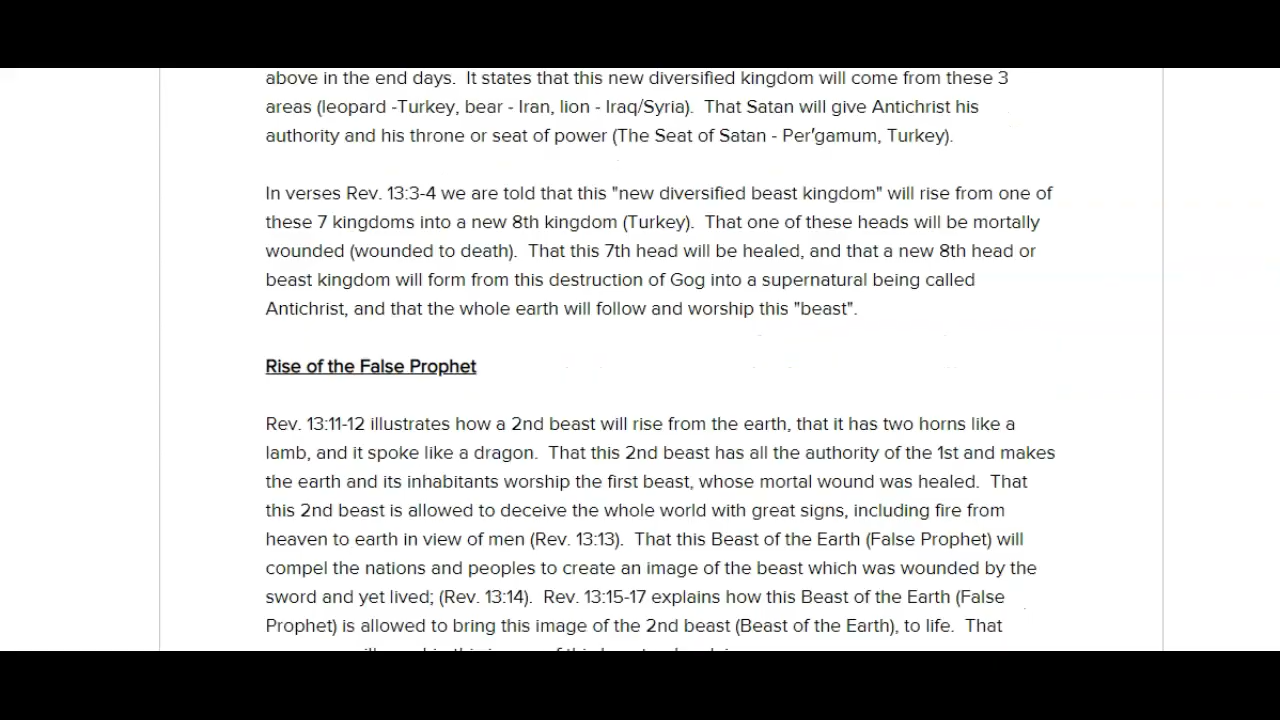 above in the end days.  It states that this new diversified kingdom will come from these 3
areas (leopard -Turkey, bear - Iran, lion - Iraq/Syria).  That Satan will give Antichrist his
authority and his throne or seat of power (The Seat of Satan - Per'gamum, Turkey).
In verses Rev. 13:3-4 we are told that this "new diversified beast kingdom" will rise from one of
these 7 kingdoms into a new 8th kingdom (Turkey).  That one of these heads will be mortally
wounded (wounded to death).  That this 7th head will be healed, and that a new 8th head or
beast kingdom will form from this destruction of Gog into a supernatural being called
Antichrist, and that the whole earth will follow and worship this "beast".
Rise of the False Prophet
Rev. 13:11-12 illustrates how a 2nd beast will rise from the earth, that it has two horns like a
lamb, and it spoke like a dragon.  That this 2nd beast has all the authority of the 1st and makes
the earth and its inhabitants worship the first beast, whose mortal wound was healed.  That
this 2nd beast is allowed to deceive the whole world with great signs, including fire from
heaven to earth in view of men (Rev. 13:13).  That this Beast of the Earth (False Prophet) will
compel the nations and peoples to create an image of the beast which was wounded by the
sword and yet lived; (Rev. 13:14).  Rev. 13:15-17 explains how this Beast of the Earth (False
Prophet) is allowed to bring this image of the 2nd beast (Beast of the Earth), to life.  That